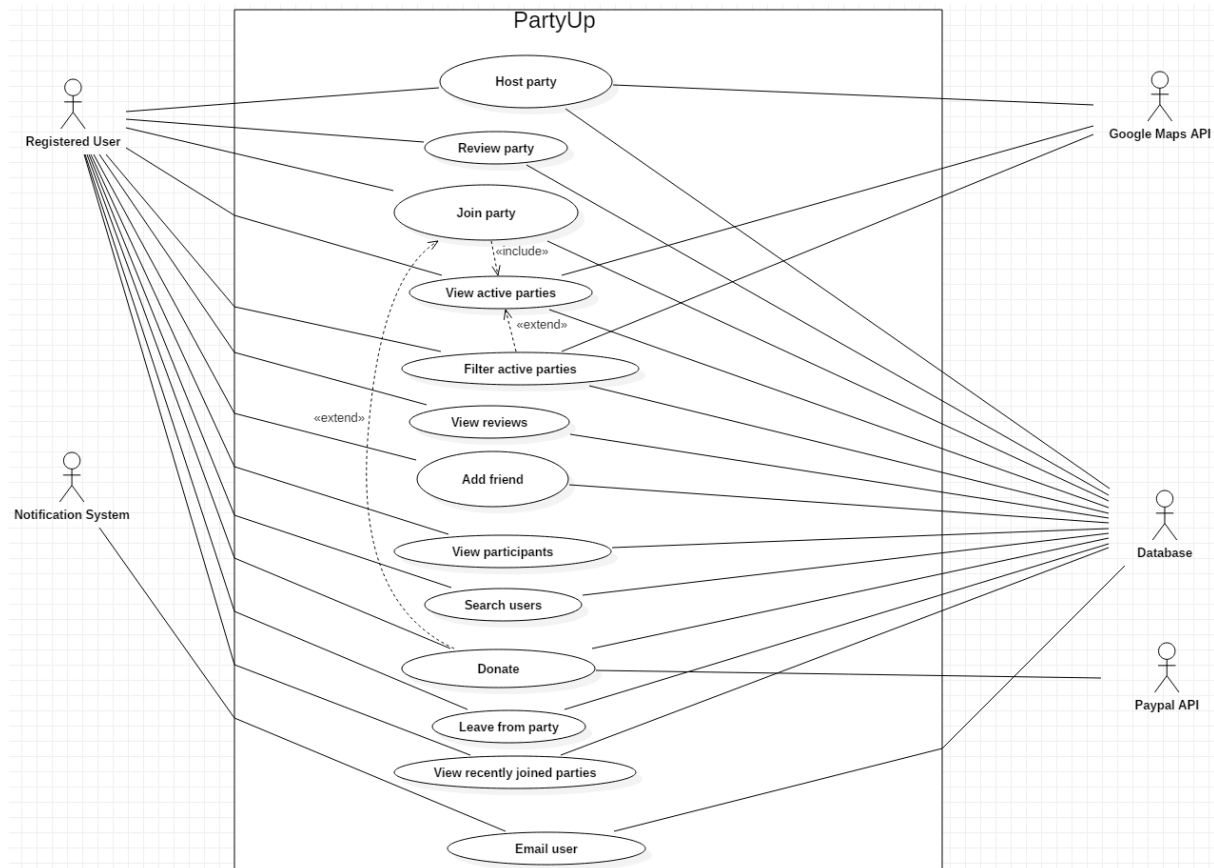 PartyUp
Host party
Registered User
Google Maps API
Review party
Join party
«include»
View active parties
«extend»
Filter active parties
«extend»
View reviews
Add friend
Notification System
View participants
Database
Search users
Donate
Paypal API
Leave from party
View recently joined parties
Email user